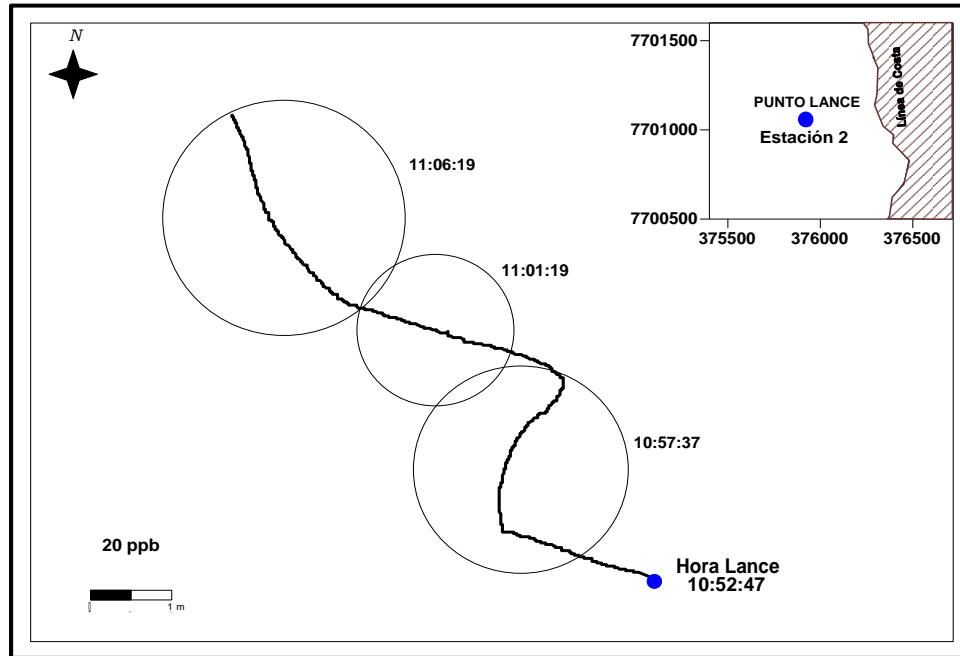 N
7701500
7701000
7700500
PUNTO LANCE
Estación 2
Línea de Costa
375500 376000 376500
11:06:19
11:01:19
10:57:37
20 ppb
Hora Lance
10:52:47
0 1 m